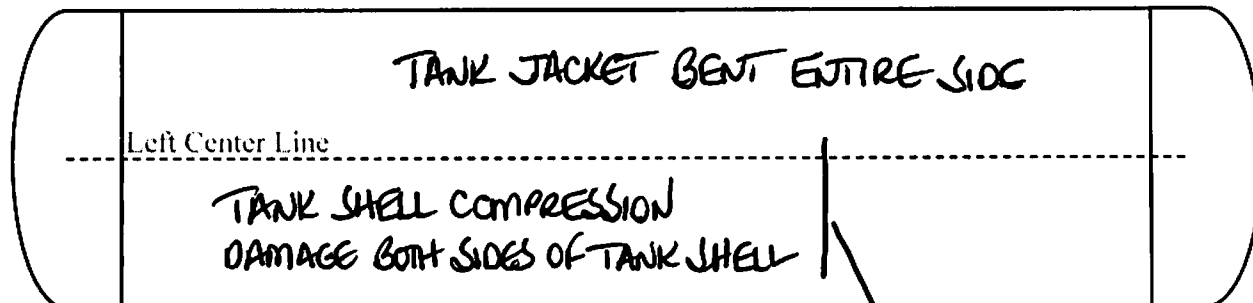 TANK JACKET BENT ENTIRE SIDE
Left Center Line
TANK SHELL COMPRESSION
DAMAGE BOTH SIDES OF TANK SHELL